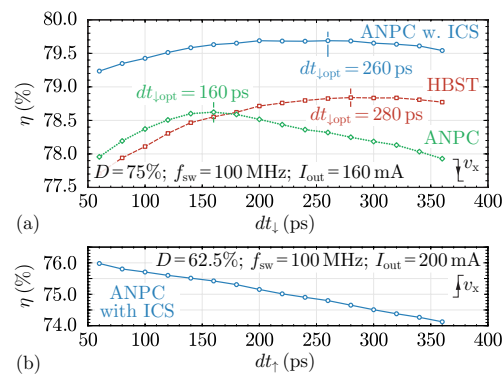 80.0
79.5
79.0
78.5
78.0
77.5
η (%)
ANPC w. ICS
dt↓opt = 160 ps
dt↓opt = 260 ps
HBST
dt↓opt = 280 ps
ANPC
D = 75%; fsw = 100 MHz; Iout = 160 mA
vx
50 100 150 200 250 300 350 400
(a)
dt↓ (ps)
76.0
75.0
74.0
η (%)
D = 62.5%; fsw = 100 MHz; Iout = 200 mA
ANPC
with ICS
vx
50 100 150 200 250 300 350 400
(b)
dt↑ (ps)